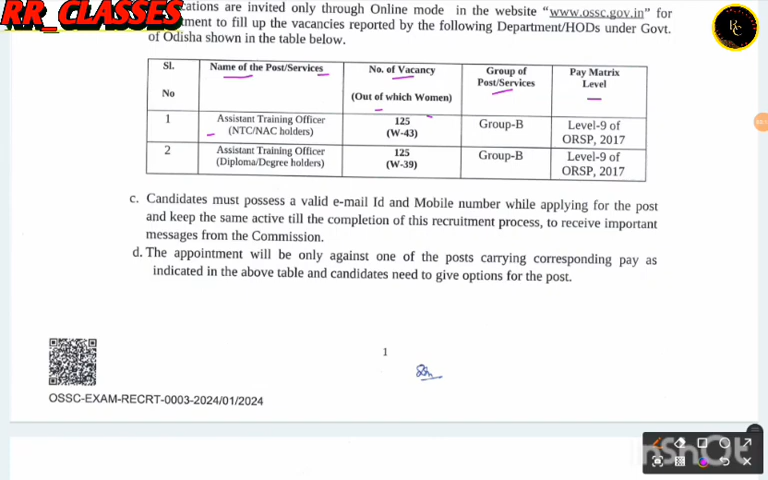 RR_CLASSES
cations are invited only through Online mode in the website "www.ossc.gov.in" for
tment to fill up the vacancies reported by the following Department/HODs under Govt.
of Odisha shown in the table below.
Sl. No | Name of the Post/Services | No. of Vacancy (Out of which Women) | Group of Post/Services | Pay Matrix Level
1 | Assistant Training Officer (NTC/NAC holders) | 125 (W-43) | Group-B | Level-9 of ORSP, 2017
2 | Assistant Training Officer (Diploma/Degree holders) | 125 (W-39) | Group-B | Level-9 of ORSP, 2017
c. Candidates must possess a valid e-mail Id and Mobile number while applying for the post
and keep the same active till the completion of this recruitment process, to receive important
messages from the Commission.
d. The appointment will be only against one of the posts carrying corresponding pay as
indicated in the above table and candidates need to give options for the post.
1
OSSC-EXAM-RECRT-0003-2024/01/2024
InShOt